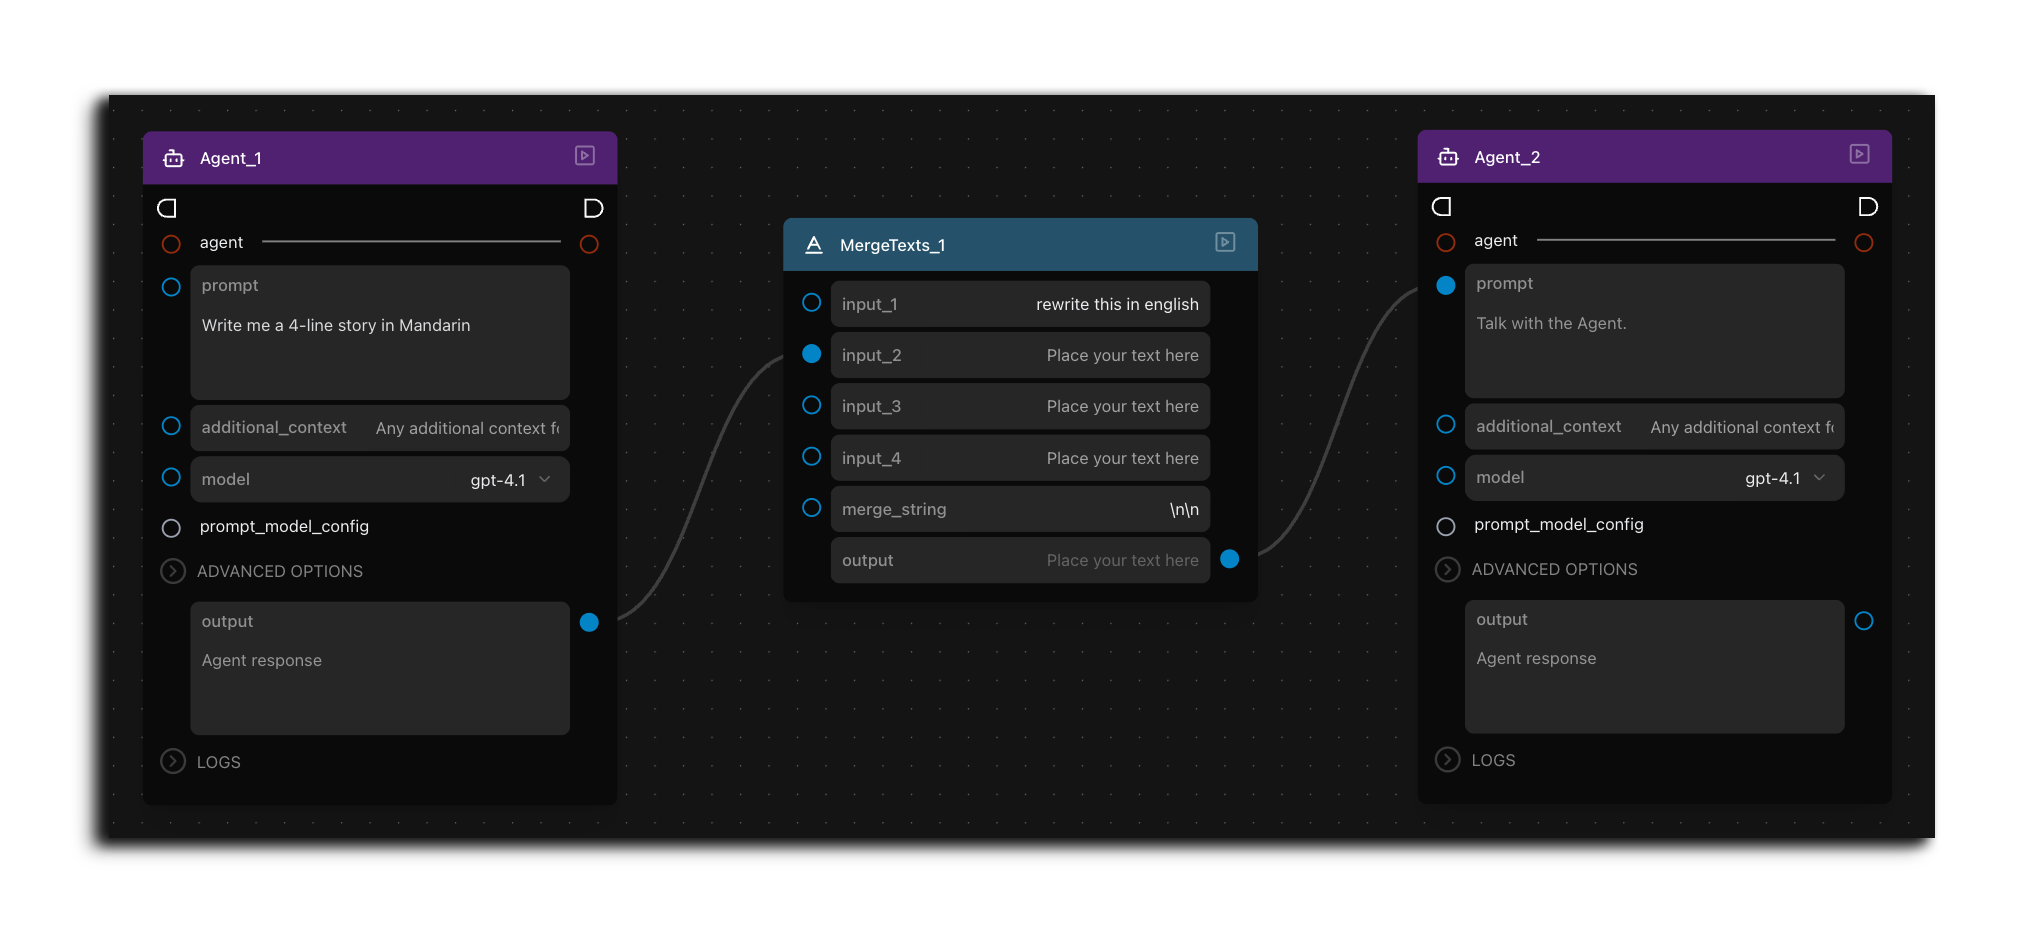 Agent_1
agent
prompt
Write me a 4-line story in Mandarin
additional_context Any additional context
model gpt-4.1
prompt_model_config
ADVANCED OPTIONS
output
Agent response
LOGS
MergeTexts_1
input_1 rewrite this in english
input_2 Place your text here
input_3 Place your text here
input_4 Place your text here
merge_string \n\n
output Place your text here
Agent_2
agent
prompt
Talk with the Agent.
additional_context Any additional context
model gpt-4.1
prompt_model_config
ADVANCED OPTIONS
output
Agent response
LOGS